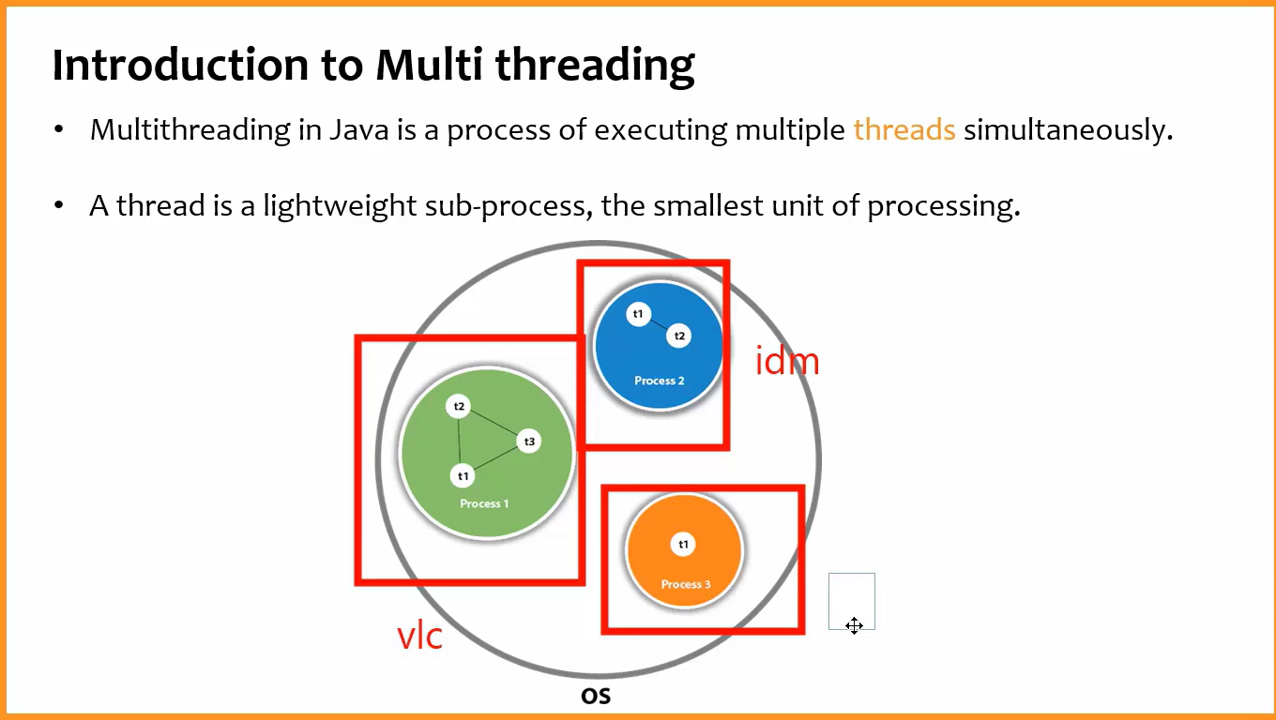 Introduction to Multi threading
• Multithreading in Java is a process of executing multiple threads simultaneously.
• A thread is a lightweight sub-process, the smallest unit of processing.
t1
t2
Process 2
idm
t2
t3
t1
Process 1
t1
Process 3
vlc
OS